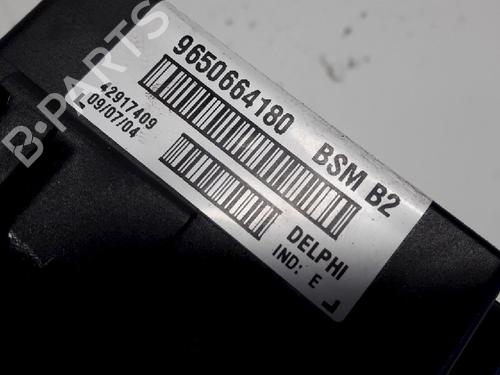 B-PARTS
9650664180 BSM B2
42917409
09/07/04
DELPHI
IND: E